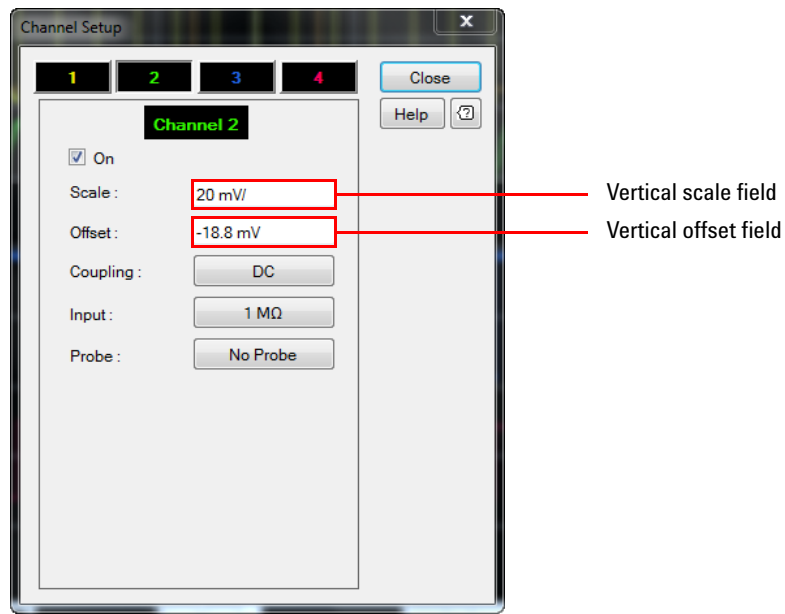 Channel Setup
x
1 2 3 4 Close
Channel 2 Help ?
On
Scale : 20 mV/ Vertical scale field
Offset : -18.8 mV Vertical offset field
Coupling : DC
Input : 1 MΩ
Probe : No Probe